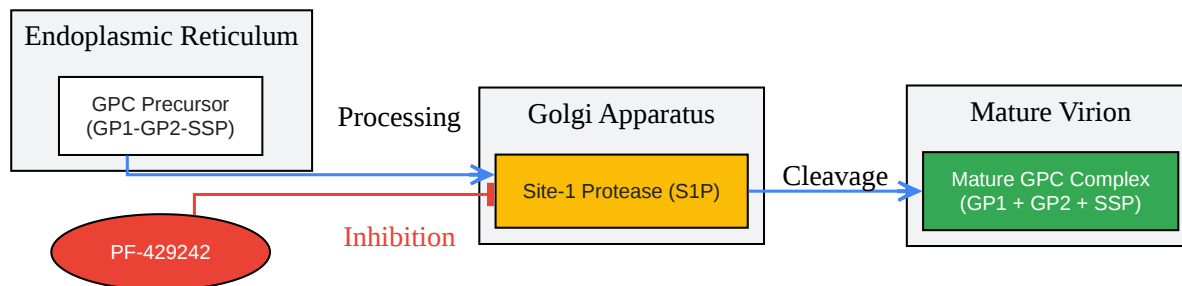 Endoplasmic Reticulum
GPC Precursor
(GP1-GP2-SSP)
Processing
Golgi Apparatus
Site-1 Protease (S1P)
Cleavage
Mature Virion
Mature GPC Complex
(GP1 + GP2 + SSP)
Inhibition
PF-429242